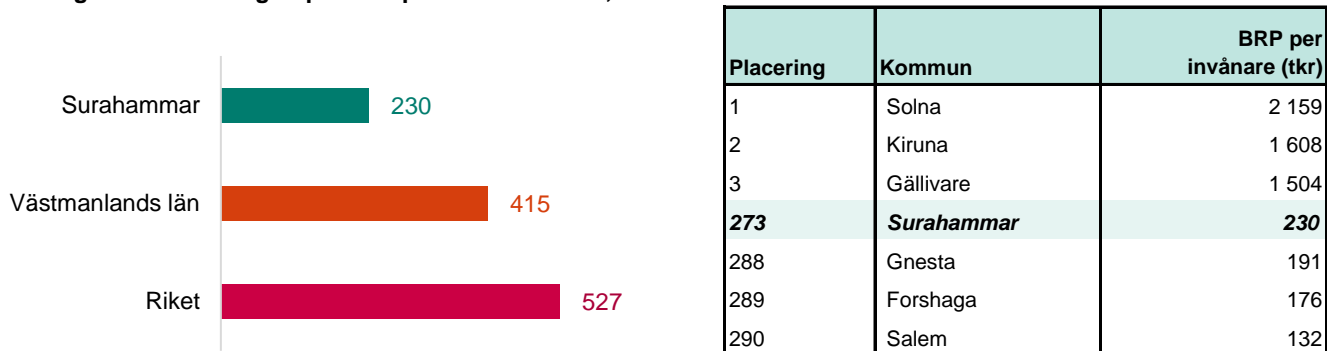 Surahammar 230
Västmanlands län 415
Riket 527
Placering Kommun BRP per invånare (tkr)
1 Solna 2 159
2 Kiruna 1 608
3 Gällivare 1 504
273 Surahammar 230
288 Gnesta 191
289 Forshaga 176
290 Salem 132